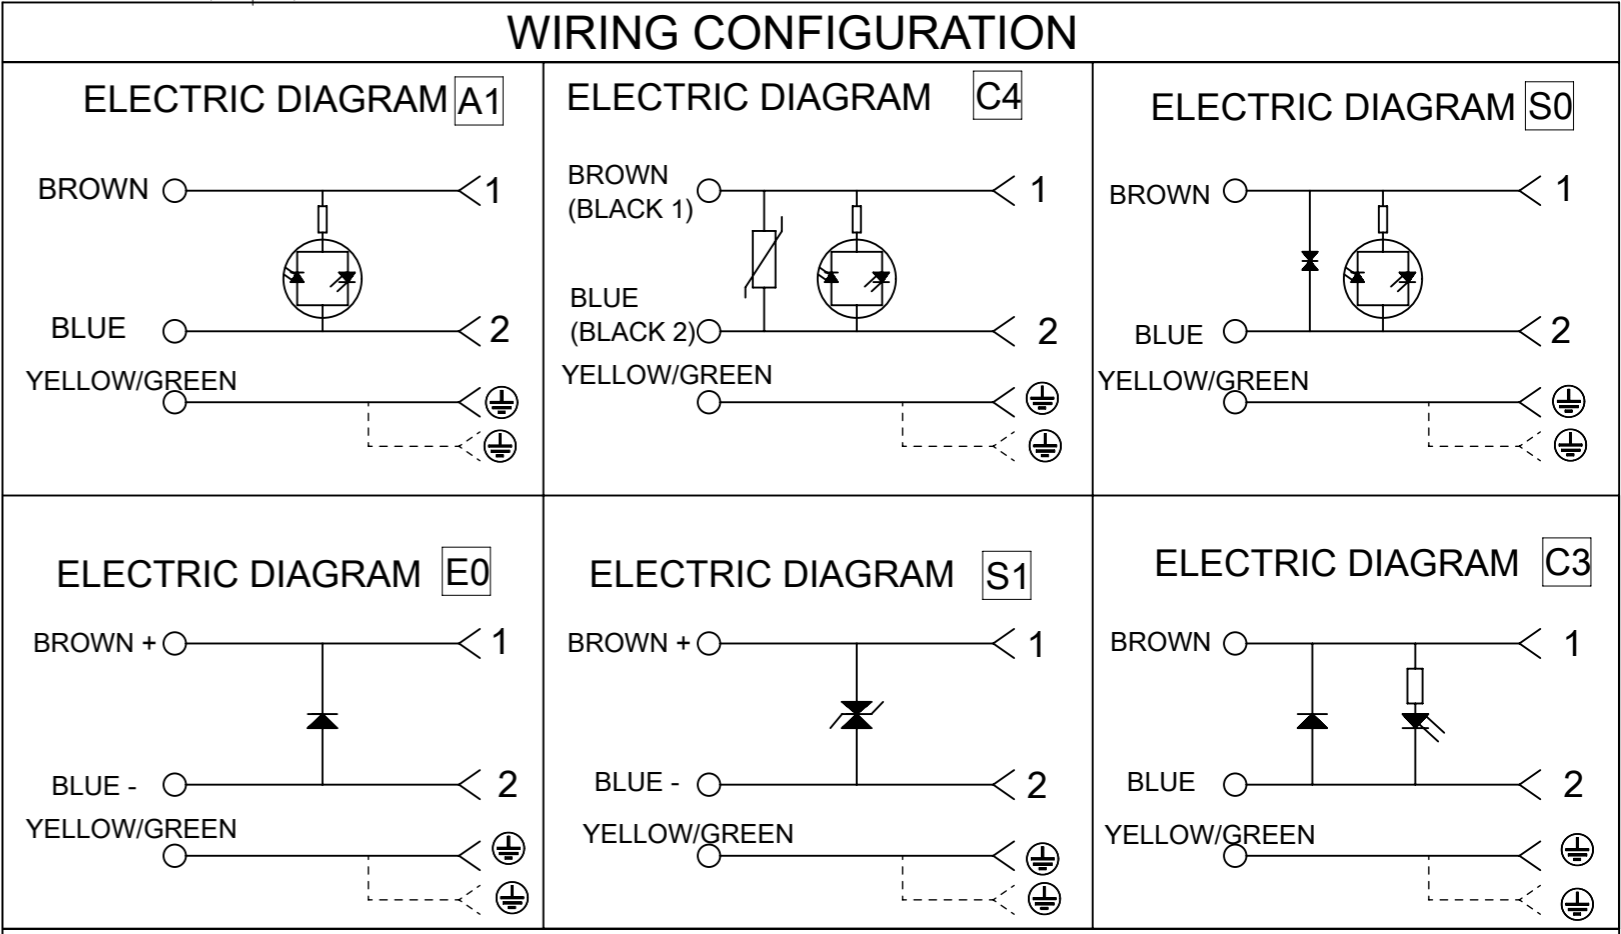 WIRING CONFIGURATION
ELECTRIC DIAGRAM A1
BROWN 1
BLUE 2
YELLOW/GREEN
ELECTRIC DIAGRAM C4
BROWN
(BLACK 1) 1
BLUE
(BLACK 2) 2
YELLOW/GREEN
ELECTRIC DIAGRAM S0
BROWN 1
BLUE 2
YELLOW/GREEN
ELECTRIC DIAGRAM E0
BROWN + 1
BLUE - 2
YELLOW/GREEN
ELECTRIC DIAGRAM S1
BROWN + 1
BLUE - 2
YELLOW/GREEN
ELECTRIC DIAGRAM C3
BROWN 1
BLUE 2
YELLOW/GREEN